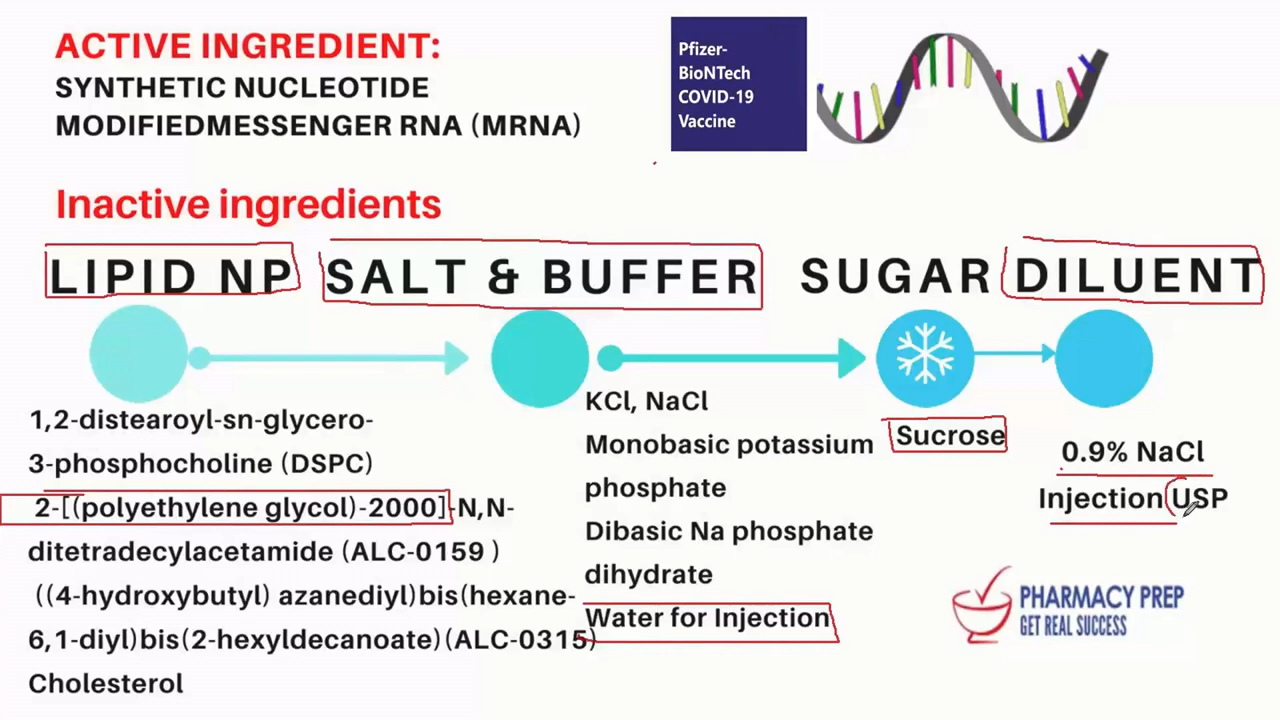 ACTIVE INGREDIENT:
SYNTHETIC NUCLEOTIDE
MODIFIEDMESSENGER RNA (MRNA)
Pfizer-
BioNTech
COVID-19
Vaccine
Inactive ingredients
LIPID NP
SALT & BUFFER
SUGAR
DILUENT
1,2-distearoyl-sn-glycero-
3-phosphocholine (DSPC)
2-[(polyethylene glycol)-2000]-N,N-
ditetradecylacetamide (ALC-0159 )
((4-hydroxybutyl) azanediyl)bis(hexane-
6,1-diyl)bis(2-hexyldecanoate)(ALC-0315)
Cholesterol
KCl, NaCl
Monobasic potassium
phosphate
Dibasic Na phosphate
dihydrate
Water for Injection
Sucrose
0.9% NaCl
Injection USP
PHARMACY PREP
GET REAL SUCCESS